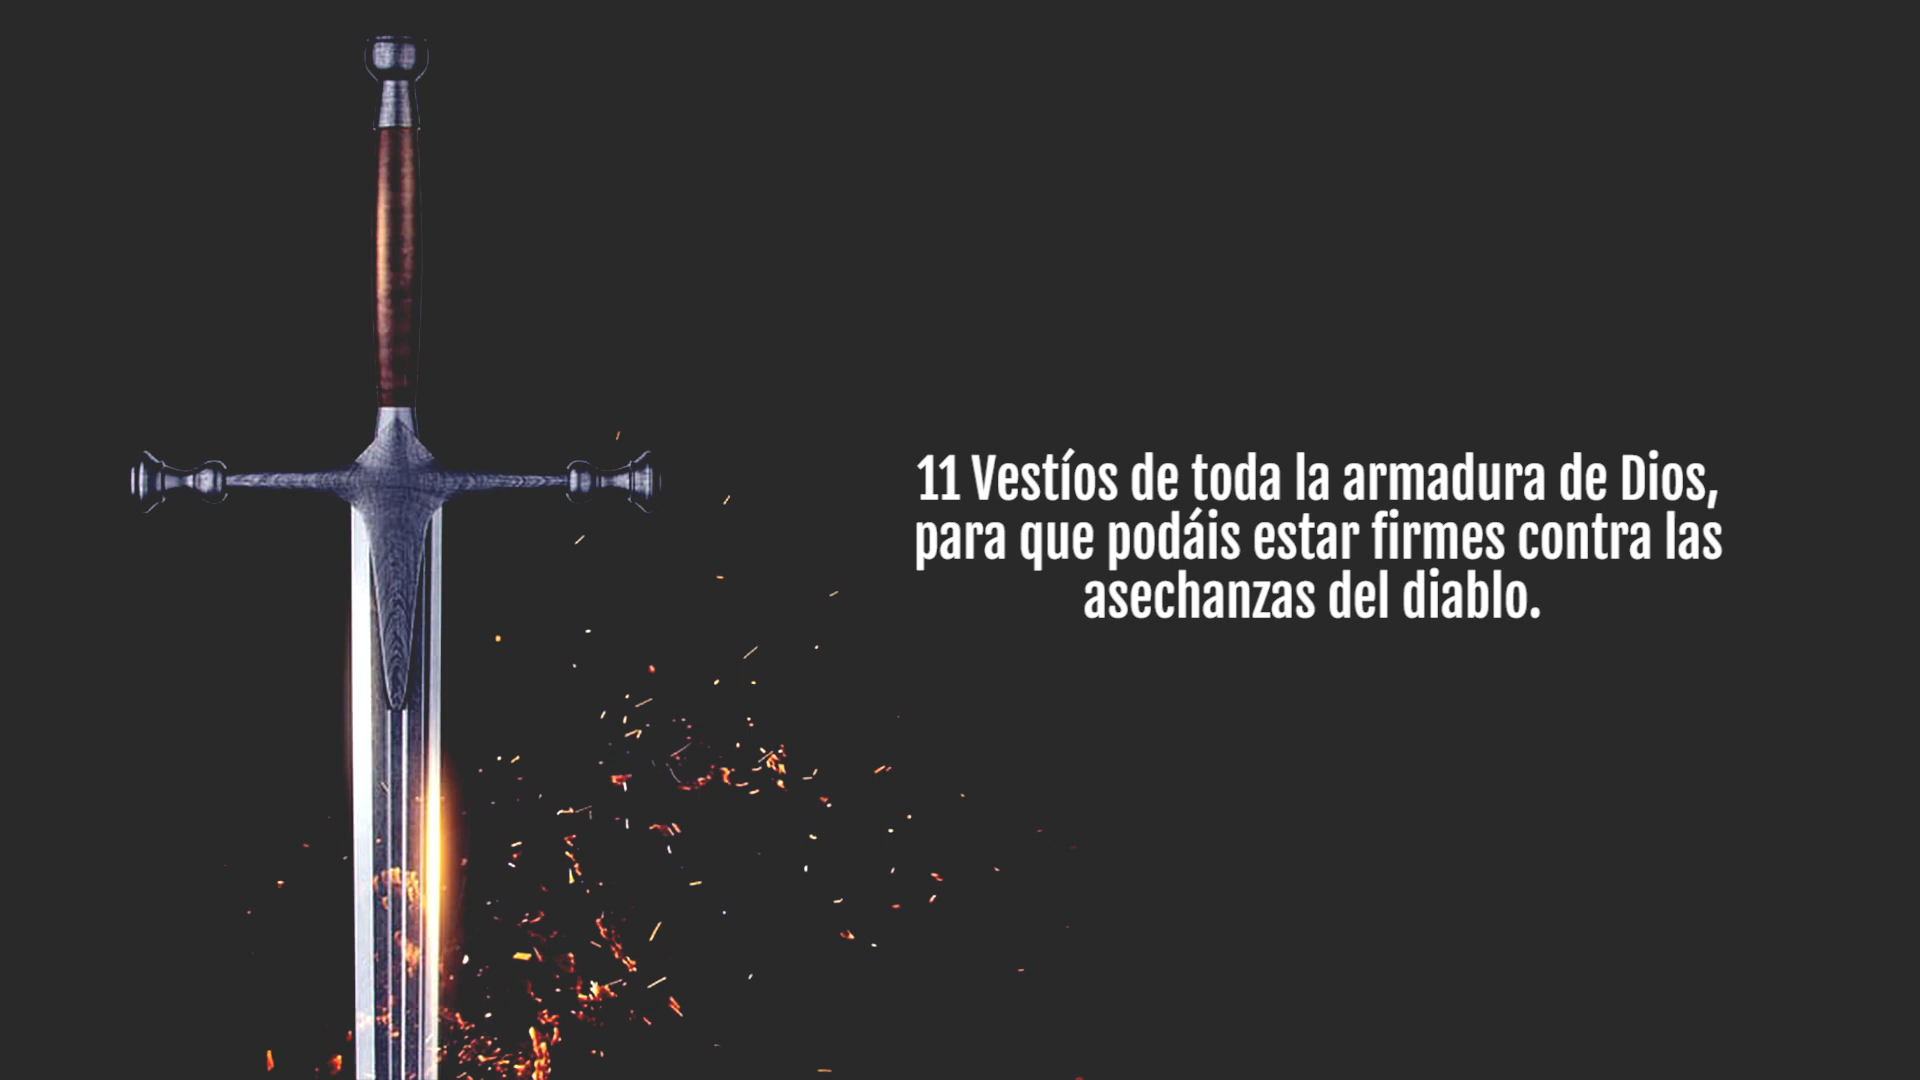 11 Vestíos de toda la armadura de Dios,
para que podáis estar firmes contra las
asechanzas del diablo.